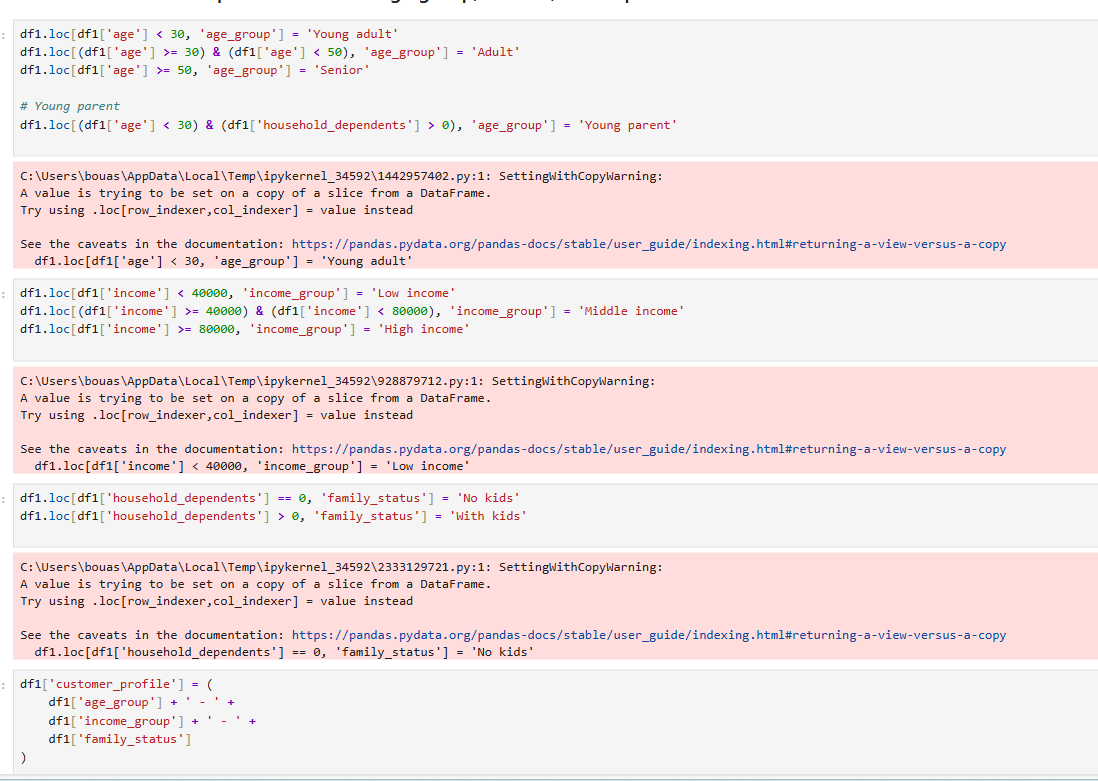 df1.loc[df1['age'] < 30, 'age_group'] = 'Young adult'
df1.loc[(df1['age'] >= 30) & (df1['age'] < 50), 'age_group'] = 'Adult'
df1.loc[df1['age'] >= 50, 'age_group'] = 'Senior'
# Young parent
df1.loc[(df1['age'] < 30) & (df1['household_dependents'] > 0), 'age_group'] = 'Young parent'
C:\Users\bouas\AppData\Local\Temp\ipykernel_34592\1442957402.py:1: SettingWithCopyWarning:
A value is trying to be set on a copy of a slice from a DataFrame.
Try using .loc[row_indexer,col_indexer] = value instead
See the caveats in the documentation: https://pandas.pydata.org/pandas-docs/stable/user_guide/indexing.html#returning-a-view-versus-a-copy
  df1.loc[df1['age'] < 30, 'age_group'] = 'Young adult'
df1.loc[df1['income'] < 40000, 'income_group'] = 'Low income'
df1.loc[(df1['income'] >= 40000) & (df1['income'] < 80000), 'income_group'] = 'Middle income'
df1.loc[df1['income'] >= 80000, 'income_group'] = 'High income'
C:\Users\bouas\AppData\Local\Temp\ipykernel_34592\928879712.py:1: SettingWithCopyWarning:
A value is trying to be set on a copy of a slice from a DataFrame.
Try using .loc[row_indexer,col_indexer] = value instead
See the caveats in the documentation: https://pandas.pydata.org/pandas-docs/stable/user_guide/indexing.html#returning-a-view-versus-a-copy
  df1.loc[df1['income'] < 40000, 'income_group'] = 'Low income'
df1.loc[df1['household_dependents'] == 0, 'family_status'] = 'No kids'
df1.loc[df1['household_dependents'] > 0, 'family_status'] = 'With kids'
C:\Users\bouas\AppData\Local\Temp\ipykernel_34592\2333129721.py:1: SettingWithCopyWarning:
A value is trying to be set on a copy of a slice from a DataFrame.
Try using .loc[row_indexer,col_indexer] = value instead
See the caveats in the documentation: https://pandas.pydata.org/pandas-docs/stable/user_guide/indexing.html#returning-a-view-versus-a-copy
  df1.loc[df1['household_dependents'] == 0, 'family_status'] = 'No kids'
df1['customer_profile'] = (
    df1['age_group'] + ' - ' +
    df1['income_group'] + ' - ' +
    df1['family_status']
)